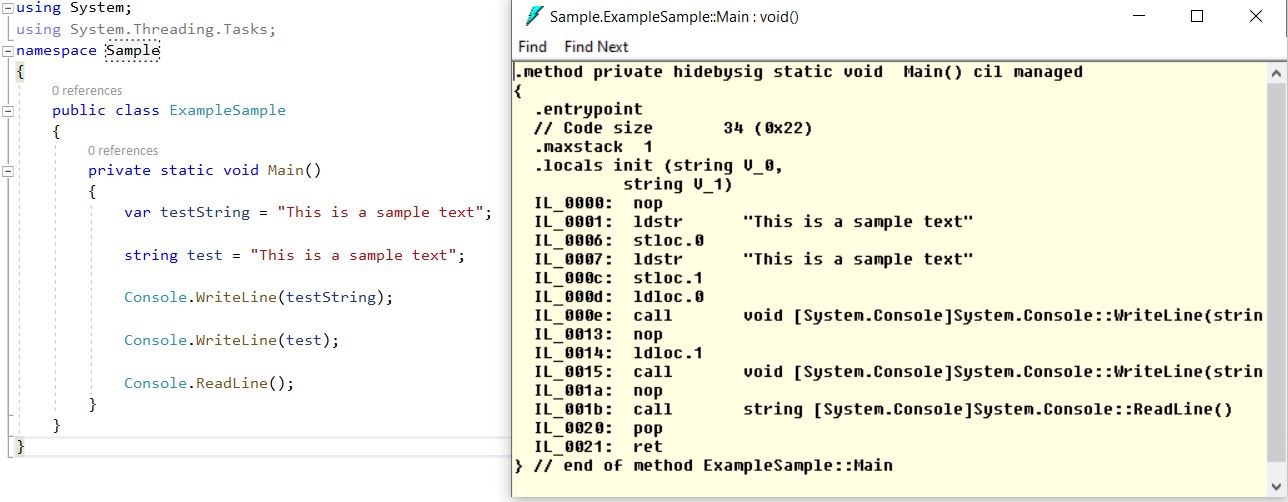 using System;
using System.Threading.Tasks;
namespace Sample
{
0 references
public class ExampleSample
{
0 references
private static void Main()
{
var testString = "This is a sample text";
string test = "This is a sample text";
Console.WriteLine(testString);
Console.WriteLine(test);
Console.ReadLine();
}
}
}
Sample.ExampleSample::Main : void()
Find Find Next
.method private hidebysig static void  Main() cil managed
{
.entrypoint
// Code size       34 (0x22)
.maxstack  1
.locals init (string V_0,
string V_1)
IL_0000:  nop
IL_0001:  ldstr      "This is a sample text"
IL_0006:  stloc.0
IL_0007:  ldstr      "This is a sample text"
IL_000c:  stloc.1
IL_000d:  ldloc.0
IL_000e:  call       void [System.Console]System.Console::WriteLine(strin
IL_0013:  nop
IL_0014:  ldloc.1
IL_0015:  call       void [System.Console]System.Console::WriteLine(strin
IL_001a:  nop
IL_001b:  call       string [System.Console]System.Console::ReadLine()
IL_0020:  pop
IL_0021:  ret
} // end of method ExampleSample::Main